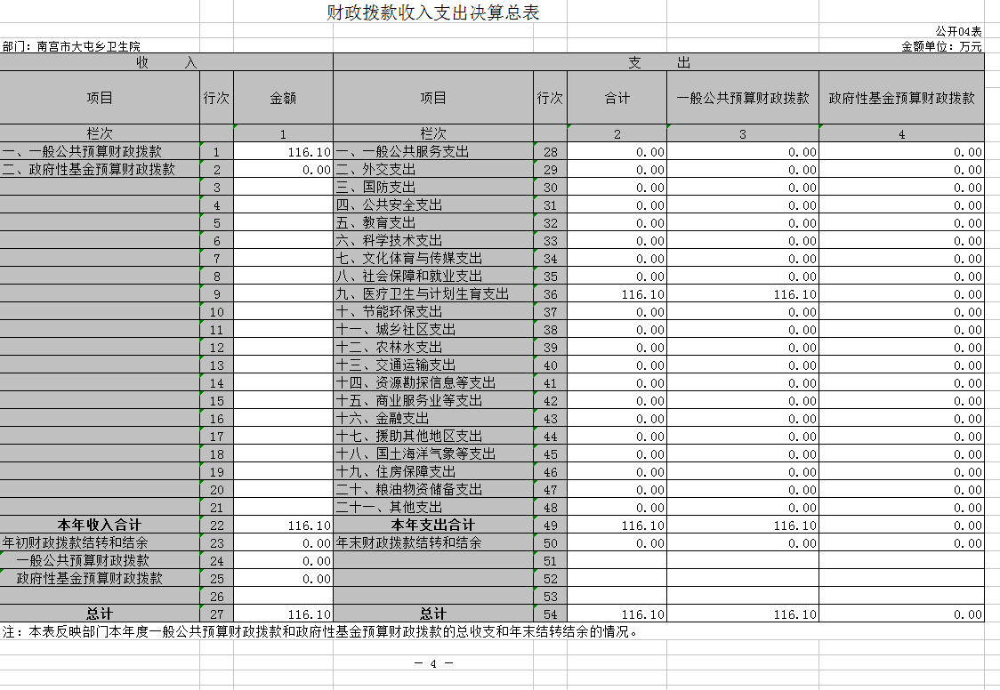 财政拨款收入支出决算总表
公开04表
部门：南宫市大屯乡卫生院 金额单位：万元
收 入 支 出
项目 行次 金额 项目 行次 合计 一般公共预算财政拨款 政府性基金预算财政拨款
栏次 1 栏次 2 3 4
一、一般公共预算财政拨款 1 116.10 一、一般公共服务支出 28 0.00 0.00 0.00
二、政府性基金预算财政拨款 2 0.00 二、外交支出 29 0.00 0.00 0.00
3 三、国防支出 30 0.00 0.00 0.00
4 四、公共安全支出 31 0.00 0.00 0.00
5 五、教育支出 32 0.00 0.00 0.00
6 六、科学技术支出 33 0.00 0.00 0.00
7 七、文化体育与传媒支出 34 0.00 0.00 0.00
8 八、社会保障和就业支出 35 0.00 0.00 0.00
9 九、医疗卫生与计划生育支出 36 116.10 116.10 0.00
10 十、节能环保支出 37 0.00 0.00 0.00
11 十一、城乡社区支出 38 0.00 0.00 0.00
12 十二、农林水支出 39 0.00 0.00 0.00
13 十三、交通运输支出 40 0.00 0.00 0.00
14 十四、资源勘探信息等支出 41 0.00 0.00 0.00
15 十五、商业服务业等支出 42 0.00 0.00 0.00
16 十六、金融支出 43 0.00 0.00 0.00
17 十七、援助其他地区支出 44 0.00 0.00 0.00
18 十八、国土海洋气象等支出 45 0.00 0.00 0.00
19 十九、住房保障支出 46 0.00 0.00 0.00
20 二十、粮油物资储备支出 47 0.00 0.00 0.00
21 二十一、其他支出 48 0.00 0.00 0.00
本年收入合计 22 116.10 本年支出合计 49 116.10 116.10 0.00
年初财政拨款结转和结余 23 0.00 年末财政拨款结转和结余 50 0.00 0.00 0.00
一般公共预算财政拨款 24 0.00 51
政府性基金预算财政拨款 25 0.00 52
26 53
总计 27 116.10 总计 54 116.10 116.10 0.00
注：本表反映部门本年度一般公共预算财政拨款和政府性基金预算财政拨款的总收支和年末结转结余的情况。
— 4 —